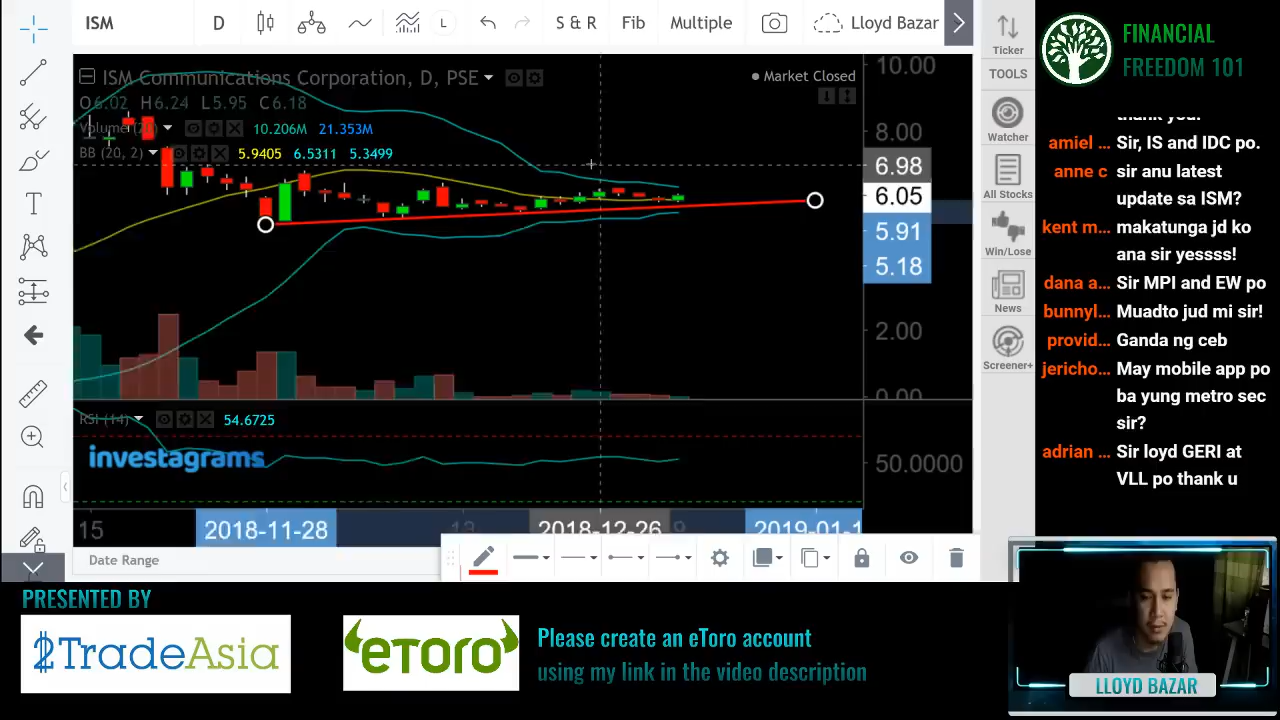 ISM
D
L
S & R
Fib
Multiple
Lloyd Bazar
ISM Communications Corporation, D, PSE
Market Closed
O6.02 H6.24 L5.95 C6.18
10.206M 21.353M
BB (20, 2) 5.9405 6.5311 5.3499
10.00
8.00
6.98
6.05
5.91
5.18
2.00
0.00
RSI (14) 54.6725
investagrams
50.0000
15
2018-11-28
13
2018-12-26
9
2019-01-1
Date Range
Ticker
TOOLS
Watcher
All Stocks
Win/Lose
News
Screener+
FINANCIAL
FREEDOM 101
thank you!
amiel ... Sir, IS and IDC po.
anne c sir anu latest
update sa ISM?
kent m... makatunga jd ko
ana sir yessss!
dana a... Sir MPI and EW po
bunnyl... Muadto jud mi sir!
provid... Ganda ng ceb
jericho... May mobile app po
ba yung metro sec
sir?
adrian ... Sir loyd GERI at
VLL po thank u
PRESENTED BY
2TradeAsia
eToro
Please create an eToro account
using my link in the video description
LLOYD BAZAR